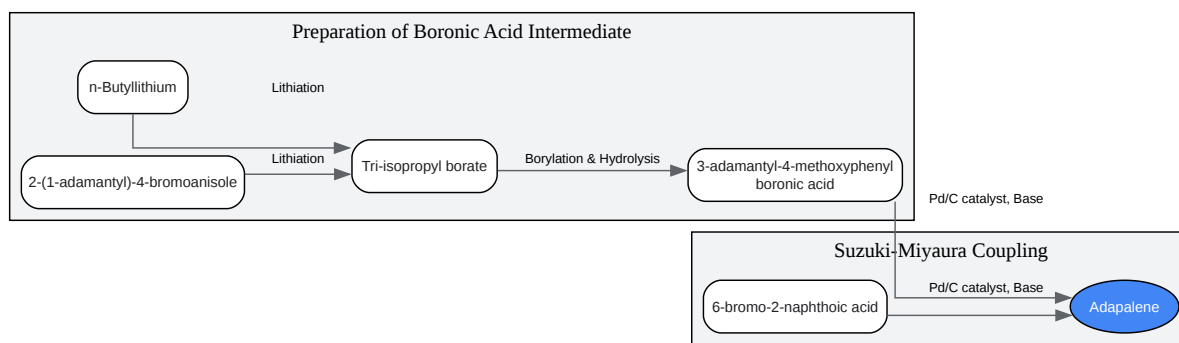 Preparation of Boronic Acid Intermediate
n-Butyllithium
Lithiation
2-(1-adamantyl)-4-bromoanisole
Lithiation
Tri-isopropyl borate
Borylation & Hydrolysis
3-adamantyl-4-methoxyphenyl
boronic acid
Pd/C catalyst, Base
Suzuki-Miyaura Coupling
6-bromo-2-naphthoic acid
Pd/C catalyst, Base
Adapalene